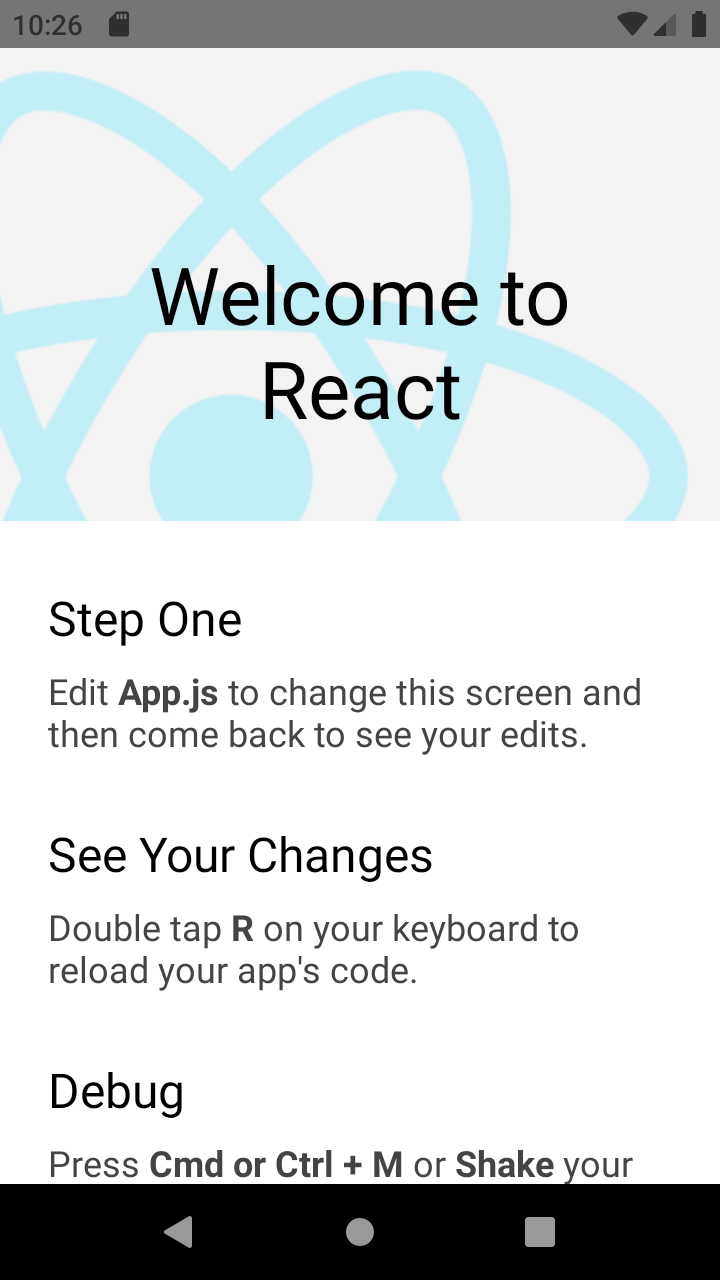 10:26
Welcome to
React
Step One
Edit App.js to change this screen and
then come back to see your edits.
See Your Changes
Double tap R on your keyboard to
reload your app's code.
Debug
Press Cmd or Ctrl + M or Shake your